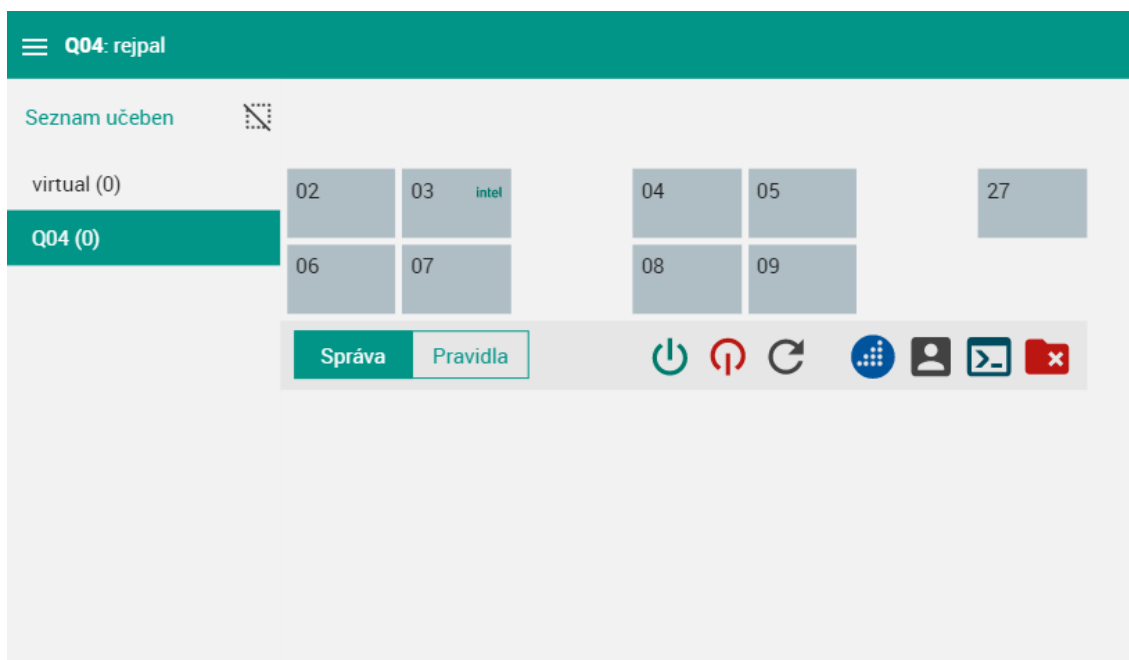 Q04: rejpal
Seznam učeben
virtual (0)
Q04 (0)
02 03 intel 04 05 27
06 07 08 09
Správa Pravidla